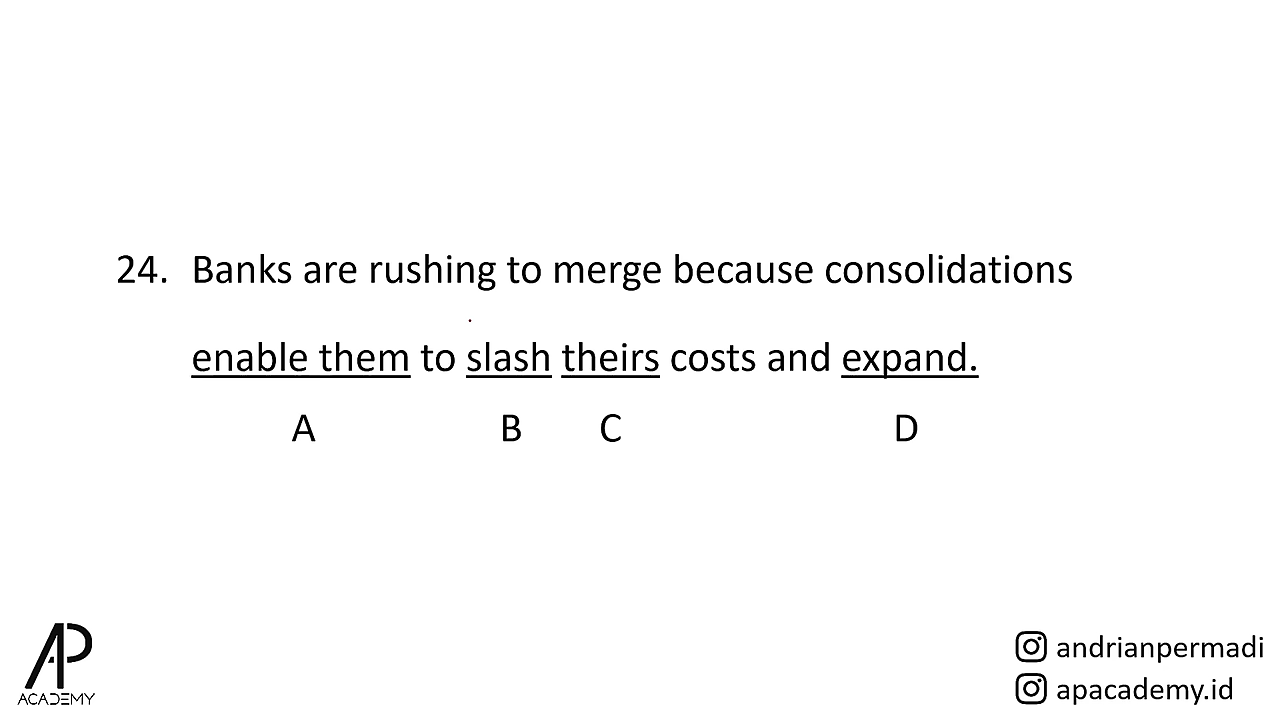 24. Banks are rushing to merge because consolidations
enable them to slash theirs costs and expand.
A B C D
AP
ACADEMY
andrianpermadi
apacademy.id